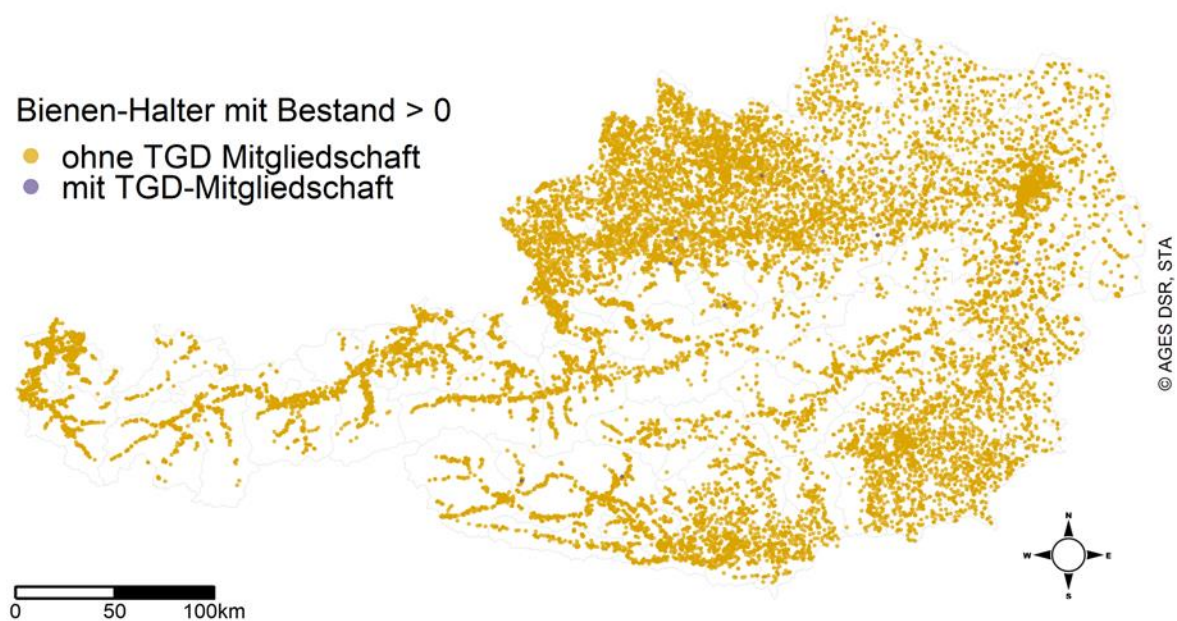 Bienen-Halter mit Bestand > 0
ohne TGD Mitgliedschaft
mit TGD-Mitgliedschaft
© AGES DSR, STA
N
W E
S
0 50 100km